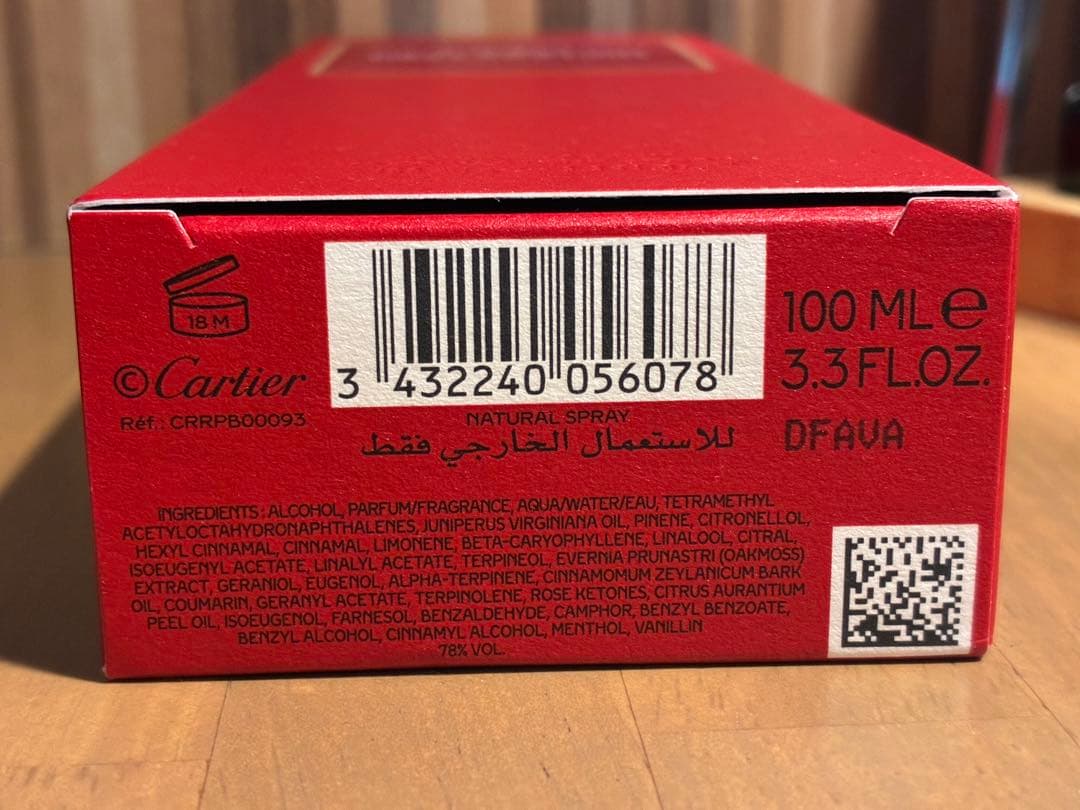 18 M
© Cartier
Réf.: CRRPB00093
3 432240 056078
NATURAL SPRAY
للاستعمال الخارجي فقط
100 ML e
3.3 FL.OZ.
DFAVA
INGREDIENTS : ALCOHOL, PARFUM/FRAGRANCE, AQUA/WATER/EAU, TETRAMETHYL
ACETYLOCTAHYDRONAPHTHALENES, JUNIPERUS VIRGINIANA OIL, PINENE, CITRONELLOL,
HEXYL CINNAMAL, CINNAMAL, LIMONENE, BETA-CARYOPHYLLENE, LINALOOL, CITRAL,
ISOEUGENYL ACETATE, LINALYL ACETATE, TERPINEOL, EVERNIA PRUNASTRI (OAKMOSS)
EXTRACT, GERANIOL, EUGENOL, ALPHA-TERPINENE, CINNAMOMUM ZEYLANICUM BARK
OIL, COUMARIN, GERANYL ACETATE, TERPINOLENE, ROSE KETONES, CITRUS AURANTIUM
PEEL OIL, ISOEUGENOL, FARNESOL, BENZALDEHYDE, CAMPHOR, BENZYL BENZOATE,
BENZYL ALCOHOL, CINNAMYL ALCOHOL, MENTHOL, VANILLIN
78% VOL.